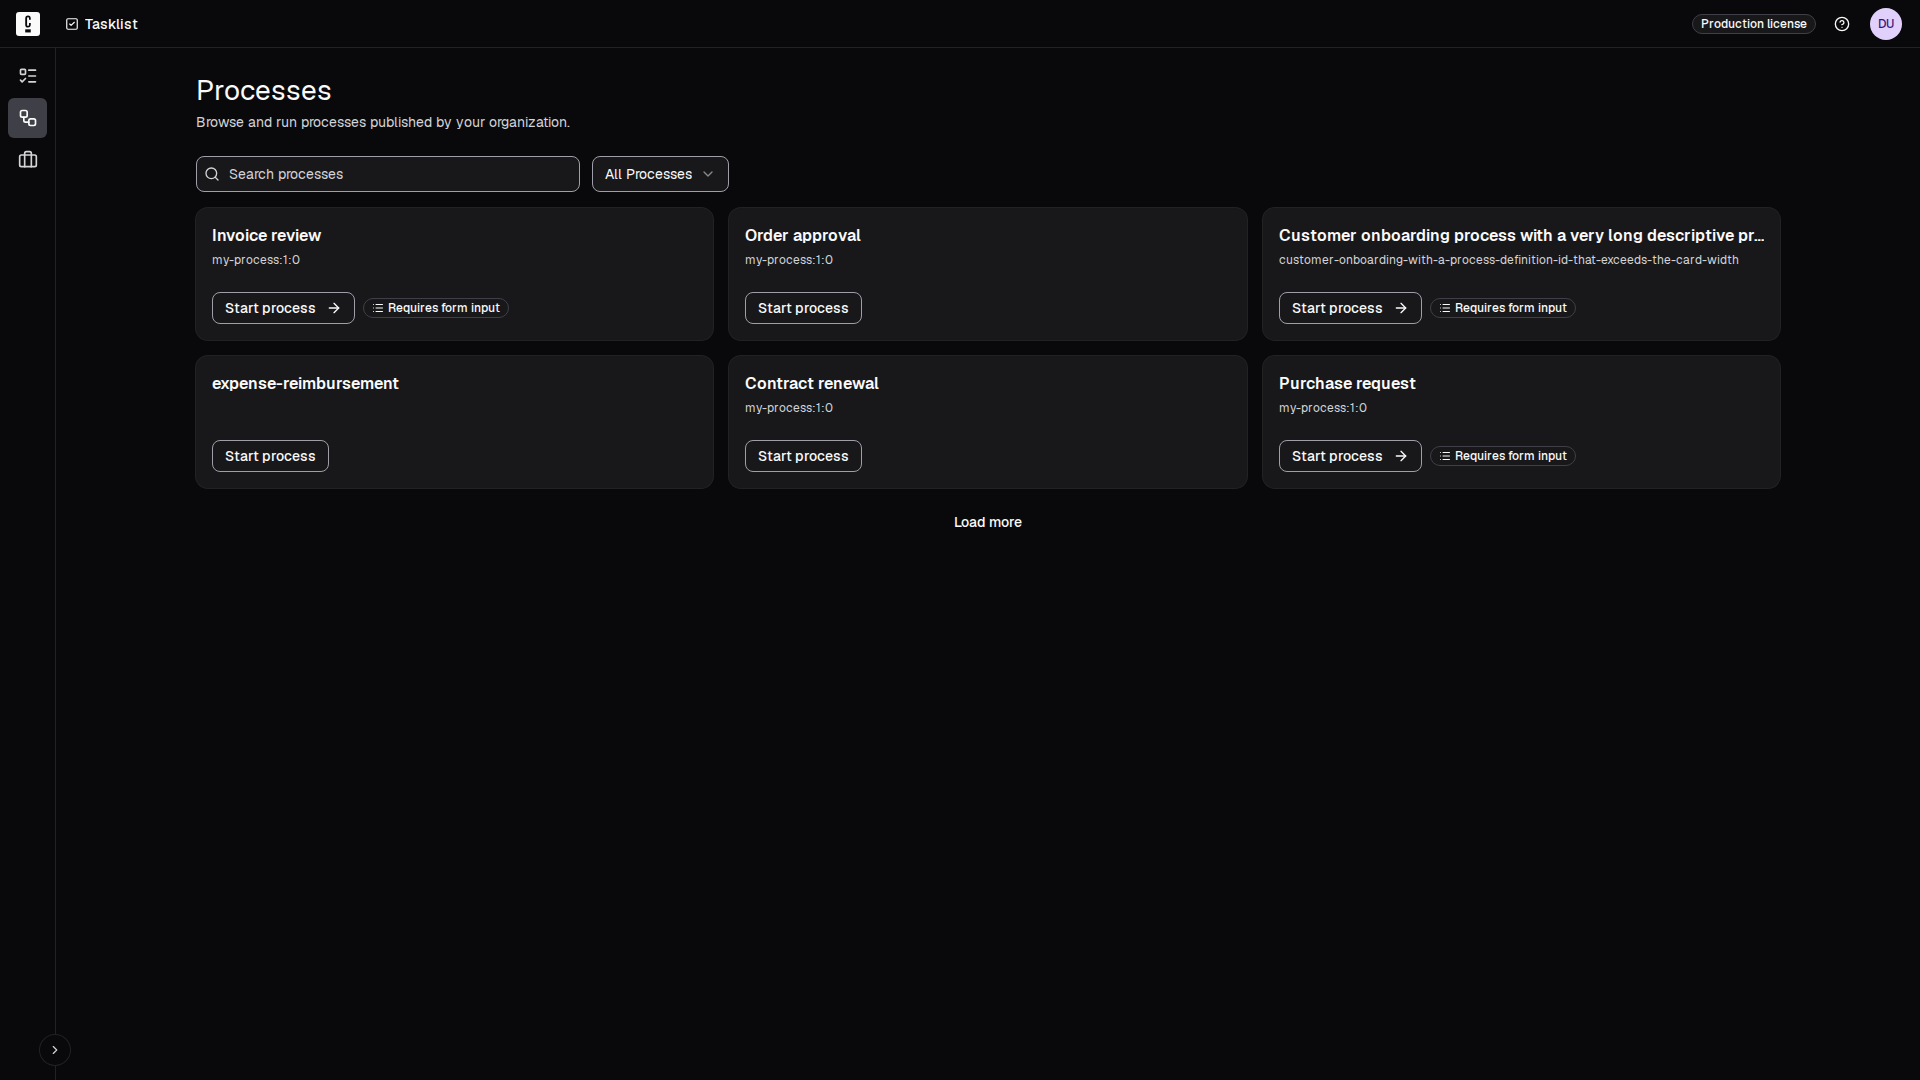 Tasklist
Production license
DU
Processes
Browse and run processes published by your organization.
Search processes
All Processes
Invoice review
my-process:1:0
Start process
Requires form input
Order approval
my-process:1:0
Start process
Customer onboarding process with a very long descriptive pr...
customer-onboarding-with-a-process-definition-id-that-exceeds-the-card-width
Start process
Requires form input
expense-reimbursement
Start process
Contract renewal
my-process:1:0
Start process
Purchase request
my-process:1:0
Start process
Requires form input
Load more